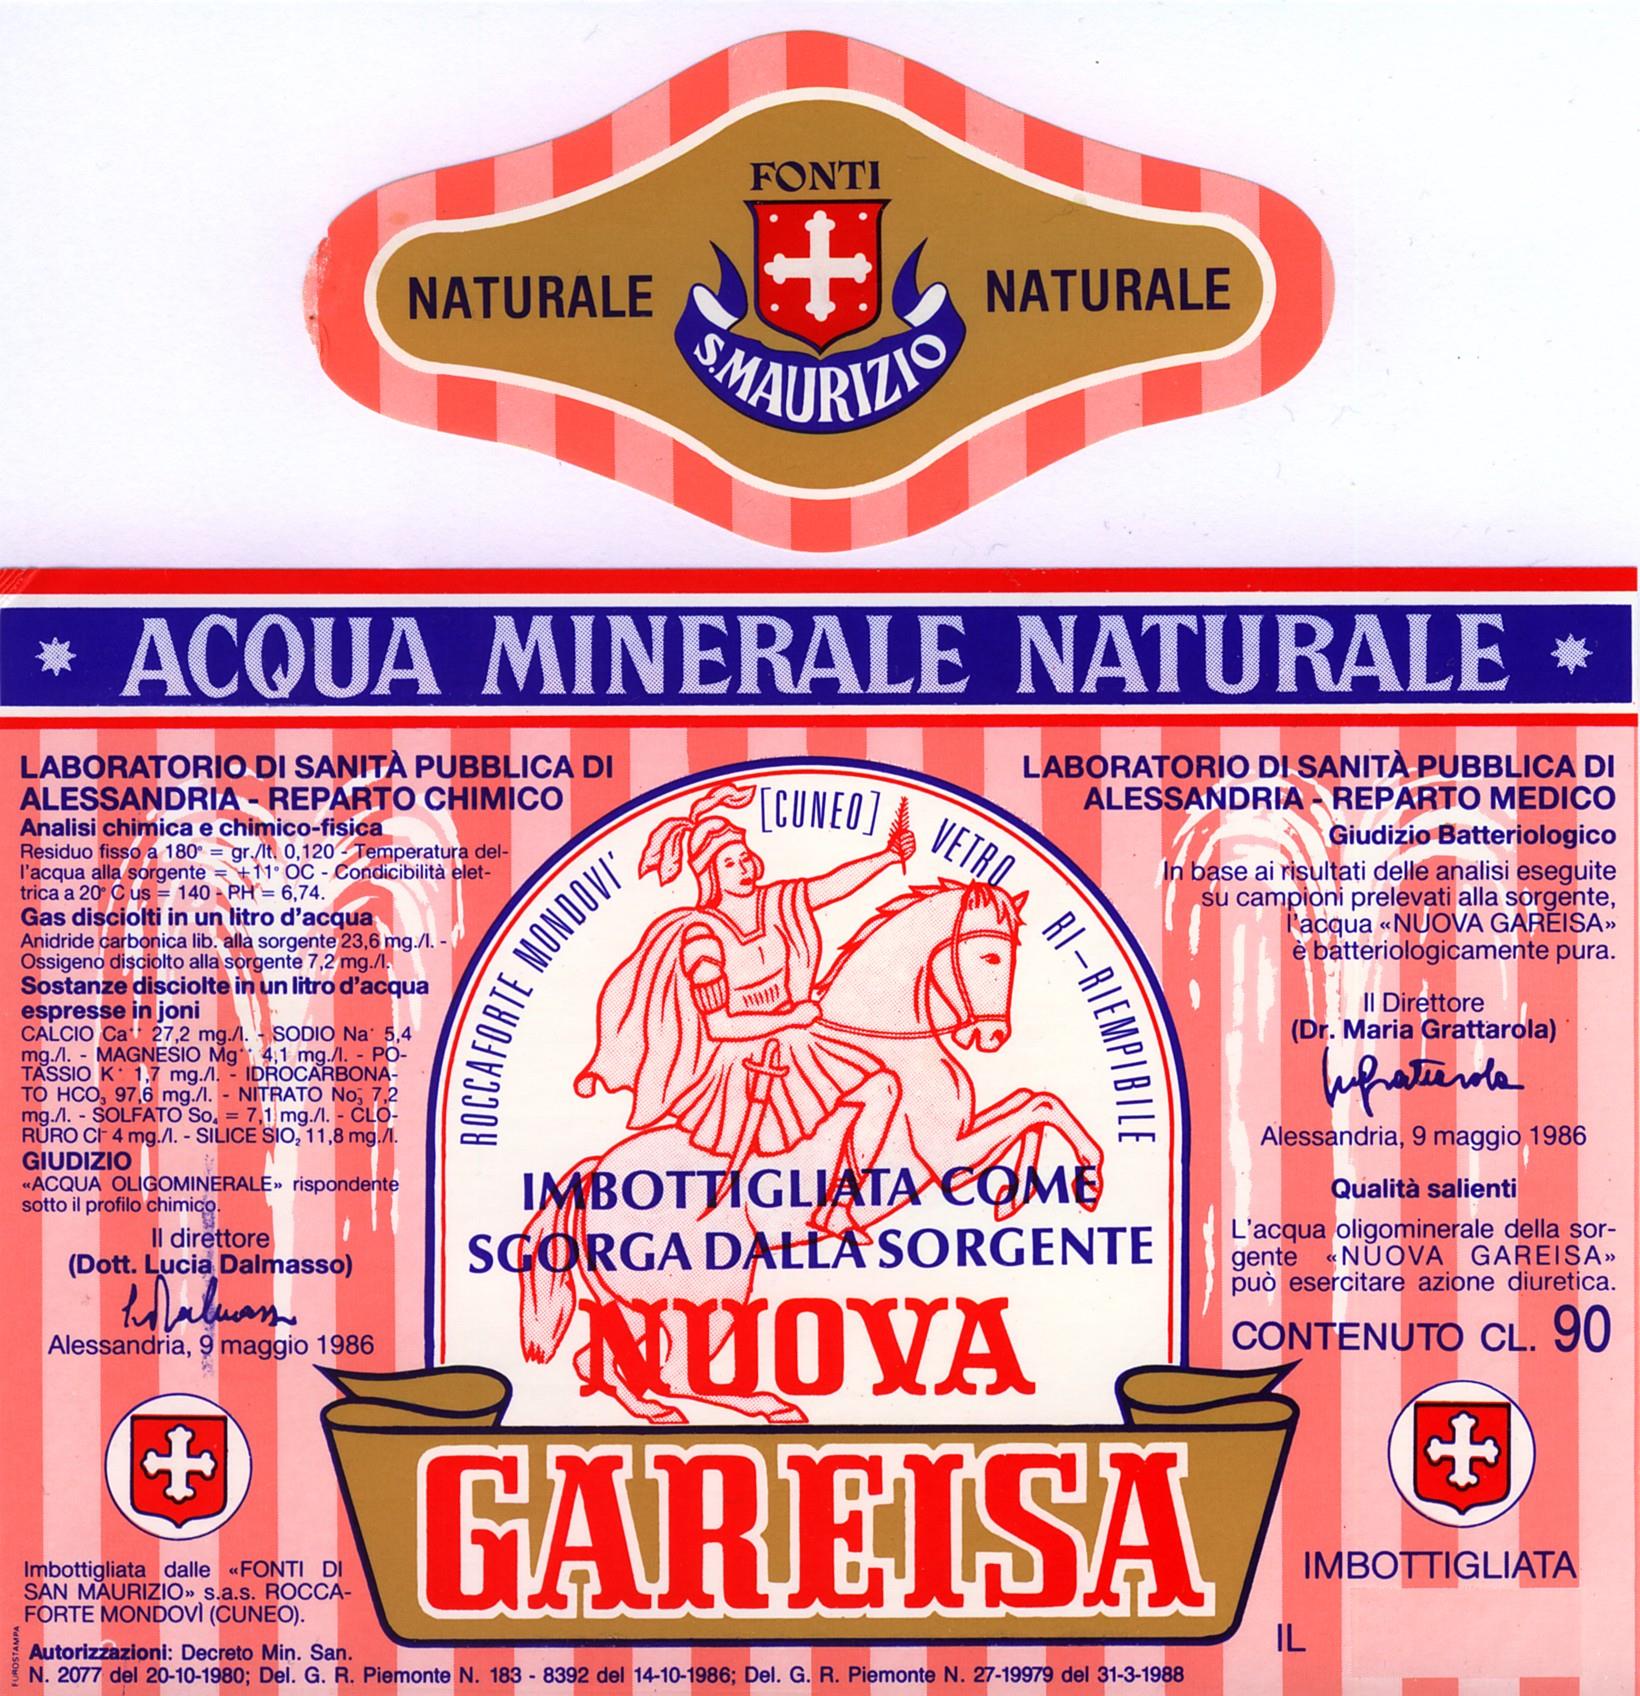 FONTI
NATURALE
NATURALE
S. MAURIZIO
* ACQUA MINERALE NATURALE *
LABORATORIO DI SANITÀ PUBBLICA DI
ALESSANDRIA - REPARTO CHIMICO
Analisi chimica e chimico-fisica
Residuo fisso a 180° = gr./lt. 0,120 - Temperatura del-
l'acqua alla sorgente = +11° OC - Condicibilità elet-
trica a 20° C us = 140 - PH = 6,74.
Gas disciolti in un litro d'acqua
Anidride carbonica lib. alla sorgente 23,6 mg./l. -
Ossigeno disciolto alla sorgente 7,2 mg./l.
Sostanze disciolte in un litro d'acqua
espresse in joni
CALCIO Ca⁺⁺ 27,2 mg./l. - SODIO Na⁺ 5,4
mg./l. - MAGNESIO Mg⁺⁺ 4,1 mg./l. - PO-
TASSIO K⁺ 1,7 mg./l. - IDROCARBONA-
TO HCO₃ 97,6 mg./l. - NITRATO No₃⁻ 7,2
mg./l. - SOLFATO So₄ = 7,1 mg./l. - CLO-
RURO Cl⁻ 4 mg./l. - SILICE SIO₂ 11,8 mg./l.
GIUDIZIO
«ACQUA OLIGOMINERALE» rispondente
sotto il profilo chimico.
Il direttore
(Dott. Lucia Dalmasso)
Alessandria, 9 maggio 1986
Imbottigliata dalle «FONTI DI
SAN MAURIZIO» s.a.s. ROCCA-
FORTE MONDOVÌ (CUNEO).
ROCCAFORTE MONDOVI' [CUNEO] VETRO RI-RIEMPIBILE
IMBOTTIGLIATA COME
SGORGA DALLA SORGENTE
NUOVA
GAREISA
LABORATORIO DI SANITÀ PUBBLICA DI
ALESSANDRIA - REPARTO MEDICO
Giudizio Batteriologico
In base ai risultati delle analisi eseguite
su campioni prelevati alla sorgente,
l'acqua «NUOVA GAREISA»
è batteriologicamente pura.
Il Direttore
(Dr. Maria Grattarola)
Alessandria, 9 maggio 1986
Qualità salienti
L'acqua oligominerale della sor-
gente «NUOVA GAREISA»
può esercitare azione diuretica.
CONTENUTO CL. 90
IMBOTTIGLIATA
IL
Autorizzazioni: Decreto Min. San.
N. 2077 del 20-10-1980; Del. G. R. Piemonte N. 183 - 8392 del 14-10-1986; Del. G. R. Piemonte N. 27-19979 del 31-3-1988
EUROSTAMPA